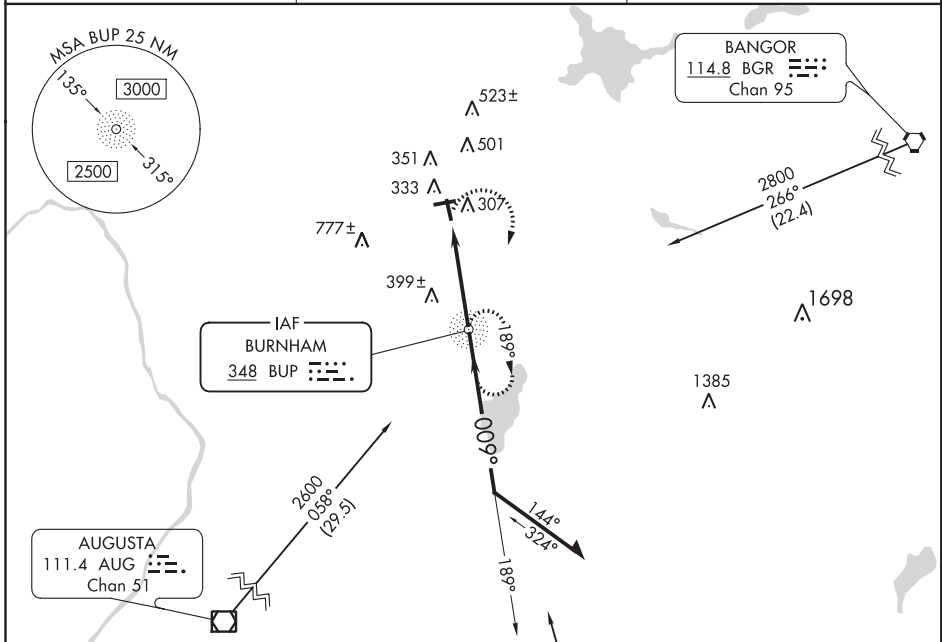 MSA BUP 25 NM
135°
3000
2500
315°
BANGOR
114.8 BGR
Chan 95
2800
266°
(22.4)
523±
501
351
333
307
777±
399±
1698
1385
IAF
BURNHAM
348 BUP
189°
009°
144°
324°
189°
2600
058°
(29.5)
AUGUSTA
111.4 AUG
Chan 51